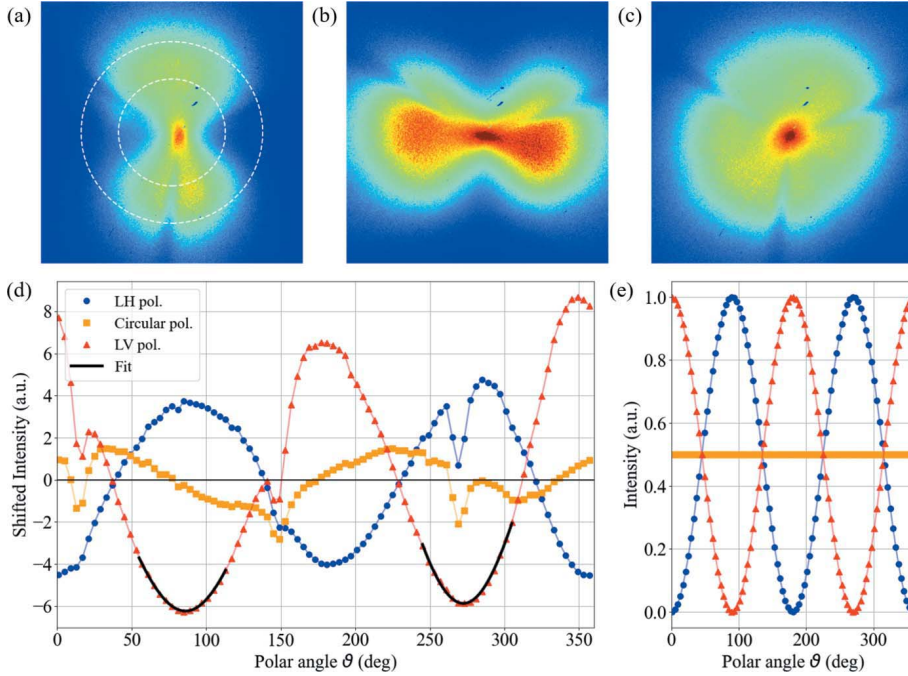 (a)
(b)
(c)
(d)
LH pol.
Circular pol.
LV pol.
Fit
Shifted Intensity (a.u.)
8
6
4
2
0
−2
−4
−6
0
50
100
150
200
250
300
350
Polar angle ϑ (deg)
(e)
Intensity (a.u.)
1.0
0.8
0.6
0.4
0.2
0.0
0
100
200
300
Polar angle ϑ (deg)